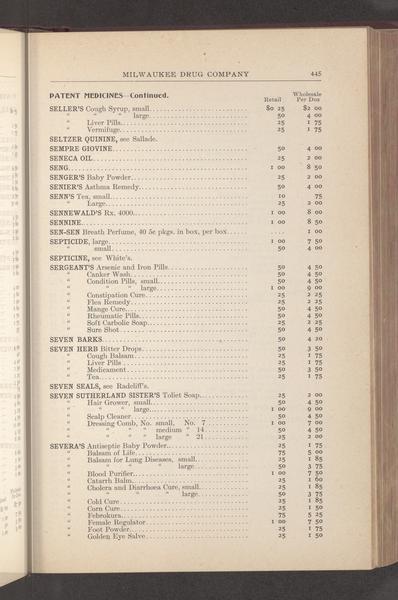 MILWAUKEE DRUG COMPANY 445
PATENT MEDICINES—Continued. Retail Wholesale Per Doz
SELLER'S Cough Syrup, small $0 25 $2 00
" " " large 50 4 00
" Liver Pills 25 1 75
" Vermifuge 25 1 75
SELTZER QUININE, see Sallade.
SEMPRE GIOVINE 50 4 00
SENECA OIL 25 2 00
SENG 1 00 8 50
SENGER'S Baby Powder 25 2 00
SENIER'S Asthma Remedy 50 4 00
SENN'S Tea, small 10 75
" Large 25 2 00
SENNEWALD'S Rx, 4000 1 00 8 00
SENNINE 1 00 8 50
SEN-SEN Breath Perfume, 40 5c pkgs. in box, per box .... 1 00
SEPTICIDE, large 1 00 7 50
" small 50 4 00
SEPTICINE, see White's.
SERGEANT'S Arsenic and Iron Pills 50 4 50
" Canker Wash 50 4 50
" Condition Pills, small 50 4 50
" " " large 1 00 9 00
" Constipation Cure 25 2 25
" Flea Remedy 25 2 25
" Mange Cure 50 4 50
" Rheumatic Pills 50 4 50
" Soft Carbolic Soap 25 2 25
" Sure Shot 50 4 50
SEVEN BARKS 50 4 20
SEVEN HERB Bitter Drops 50 3 50
" Cough Balsam 25 1 75
" Liver Pills 25 1 75
" Medicament 50 3 50
" Tea 25 1 75
SEVEN SEALS, see Radcliff's.
SEVEN SUTHERLAND SISTER'S Toilet Soap 25 2 00
" Hair Grower, small 50 4 50
" " " large 1 00 9 00
" Scalp Cleaner 50 4 50
" Dressing Comb, No. small, No. 7 1 00 7 00
" " " " medium " 14 50 4 50
" " " " large " 21 25 2 00
SEVERA'S Antiseptic Baby Powder 25 1 75
" Balsam of Life 75 5 00
" Balsam for Lung Diseases, small 25 1 85
" " " " large 50 3 75
" Blood Purifier 1 00 7 50
" Catarrh Balm 25 1 60
" Cholera and Diarrhoea Cure, small 25 1 85
" " " " large 50 3 75
" Cold Cure 25 1 85
" Corn Cure 25 1 50
" Febrokura 75 5 25
" Female Regulator 1 00 7 50
" Foot Powder 25 1 75
" Golden Eye Salve 25 1 50